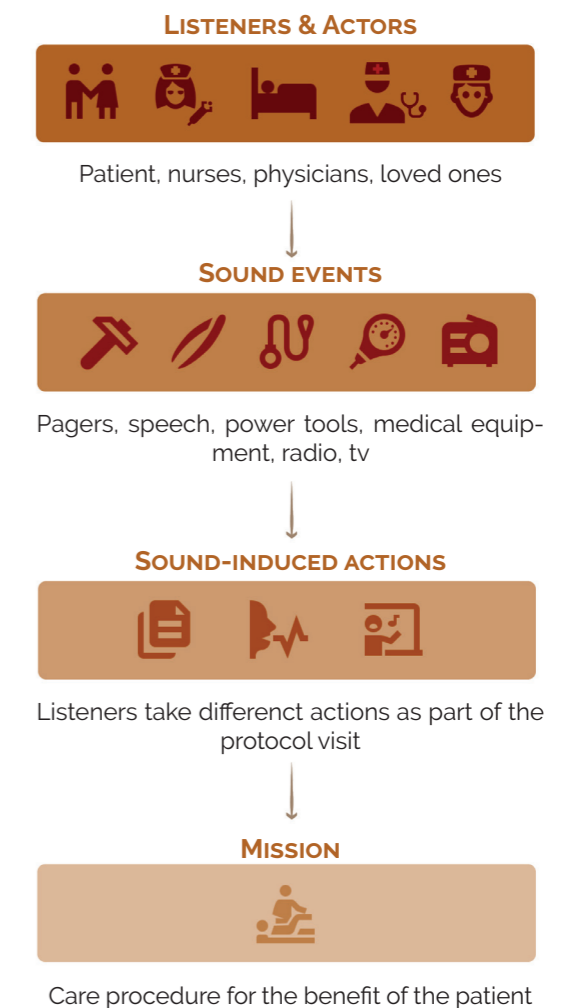 Listeners & Actors
Patient, nurses, physicians, loved ones
Sound events
Pagers, speech, power tools, medical equip-
ment, radio, tv
Sound-induced actions
Listeners take differenct actions as part of the
protocol visit
Mission
Care procedure for the benefit of the patient